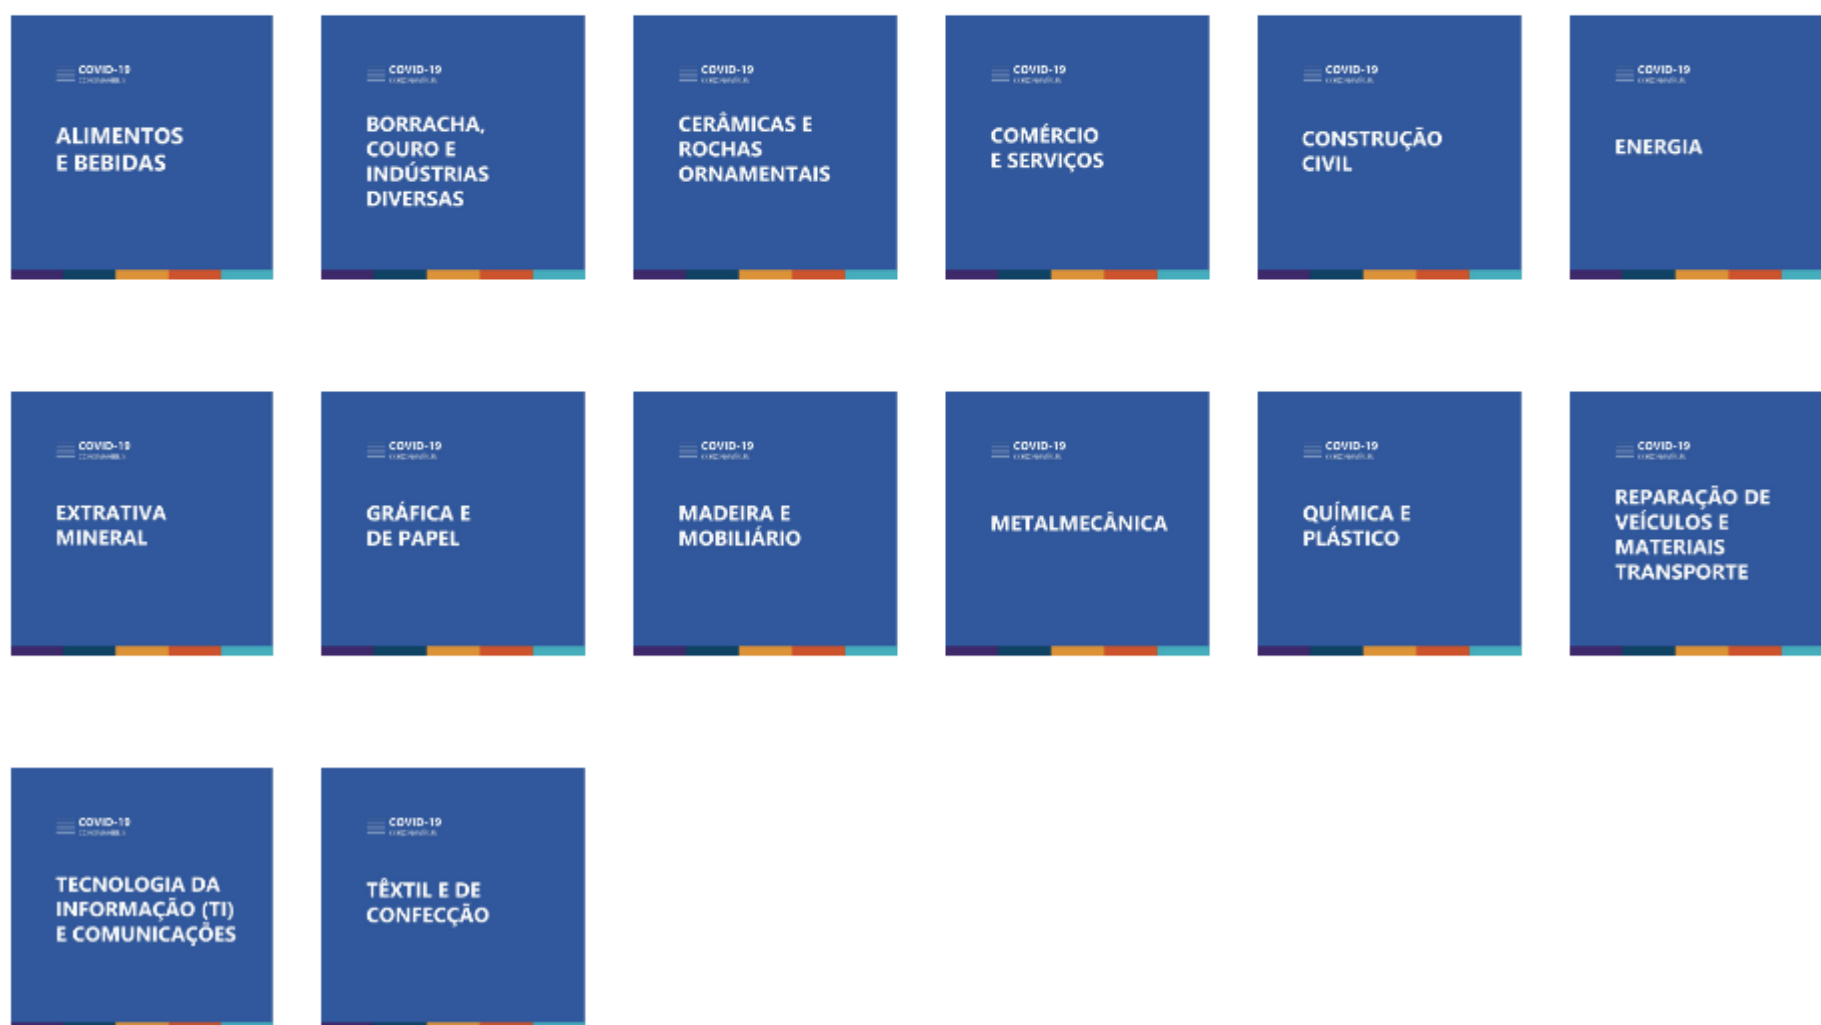 COVID-19
ALIMENTOS
E BEBIDAS
COVID-19
BORRACHA,
COURO E
INDÚSTRIAS
DIVERSAS
COVID-19
CERÂMICAS E
ROCHAS
ORNAMENTAIS
COVID-19
COMÉRCIO
E SERVIÇOS
COVID-19
CONSTRUÇÃO
CIVIL
COVID-19
ENERGIA
COVID-19
EXTRATIVA
MINERAL
COVID-19
GRÁFICA E
DE PAPEL
COVID-19
MADEIRA E
MOBILIÁRIO
COVID-19
METALMECÂNICA
COVID-19
QUÍMICA E
PLÁSTICO
COVID-19
REPARAÇÃO DE
VEÍCULOS E
MATERIAIS
TRANSPORTE
COVID-19
TECNOLOGIA DA
INFORMAÇÃO (TI)
E COMUNICAÇÕES
COVID-19
TÊXTIL E DE
CONFECÇÃO